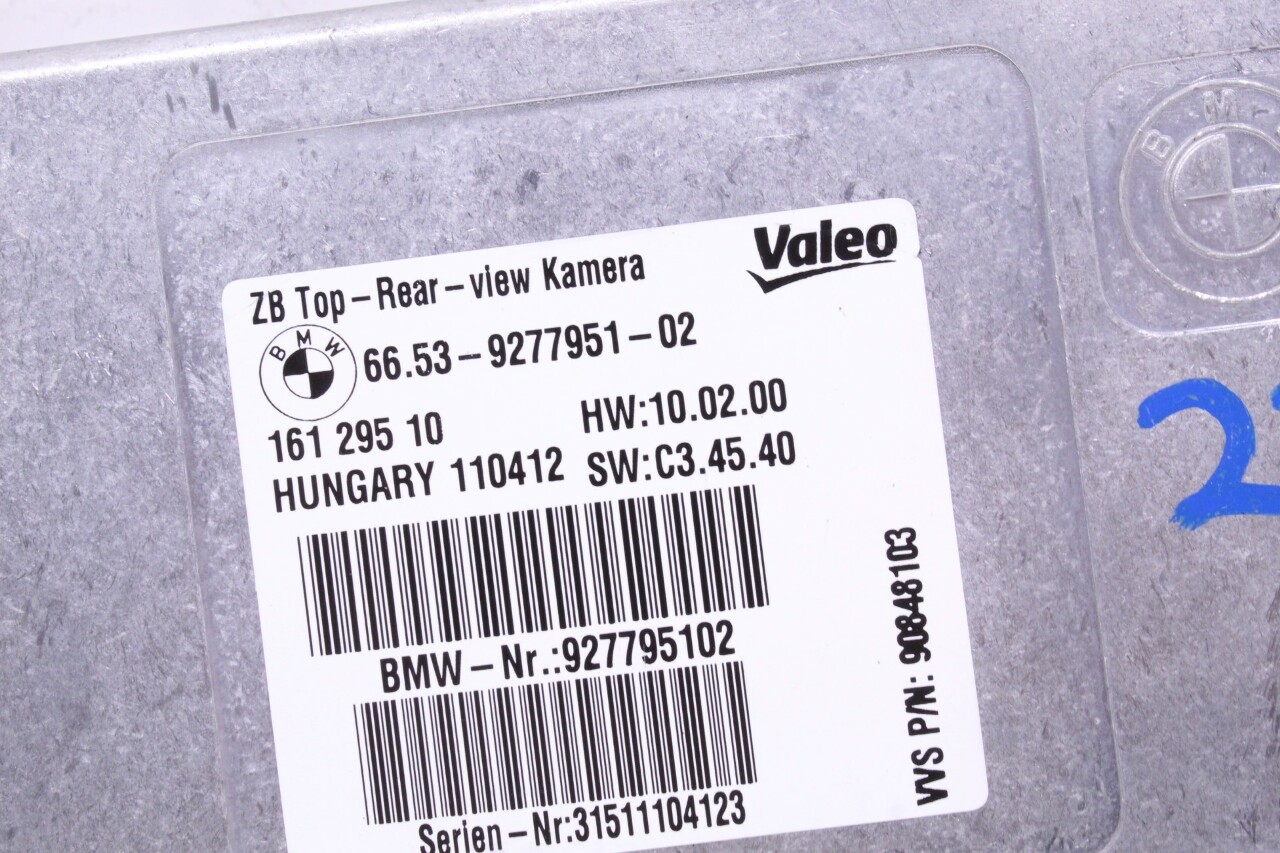 Valeo
ZB Top-Rear-view Kamera
BMW
66.53-9277951-02
161 295 10 HW:10.02.00
HUNGARY 110412 SW:C3.45.40
BMW-Nr.:927795102
Serien-Nr:31511104123
VVS P/N: 90848103
B M